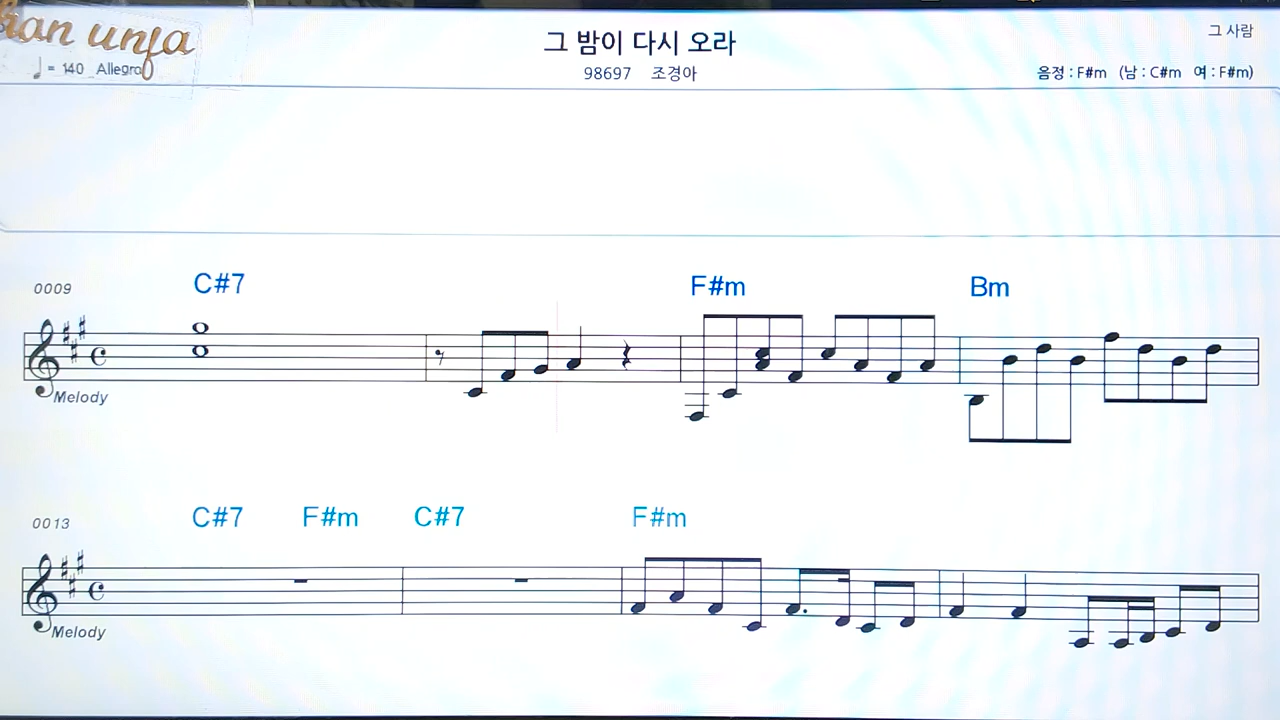 그 밤이 다시 오라
그 사람
98697 조경아
= 140 Allegro
음정 : F#m (남 : C#m 여 : F#m)
0009 C#7 F#m Bm
Melody
0013 C#7 F#m C#7 F#m
Melody